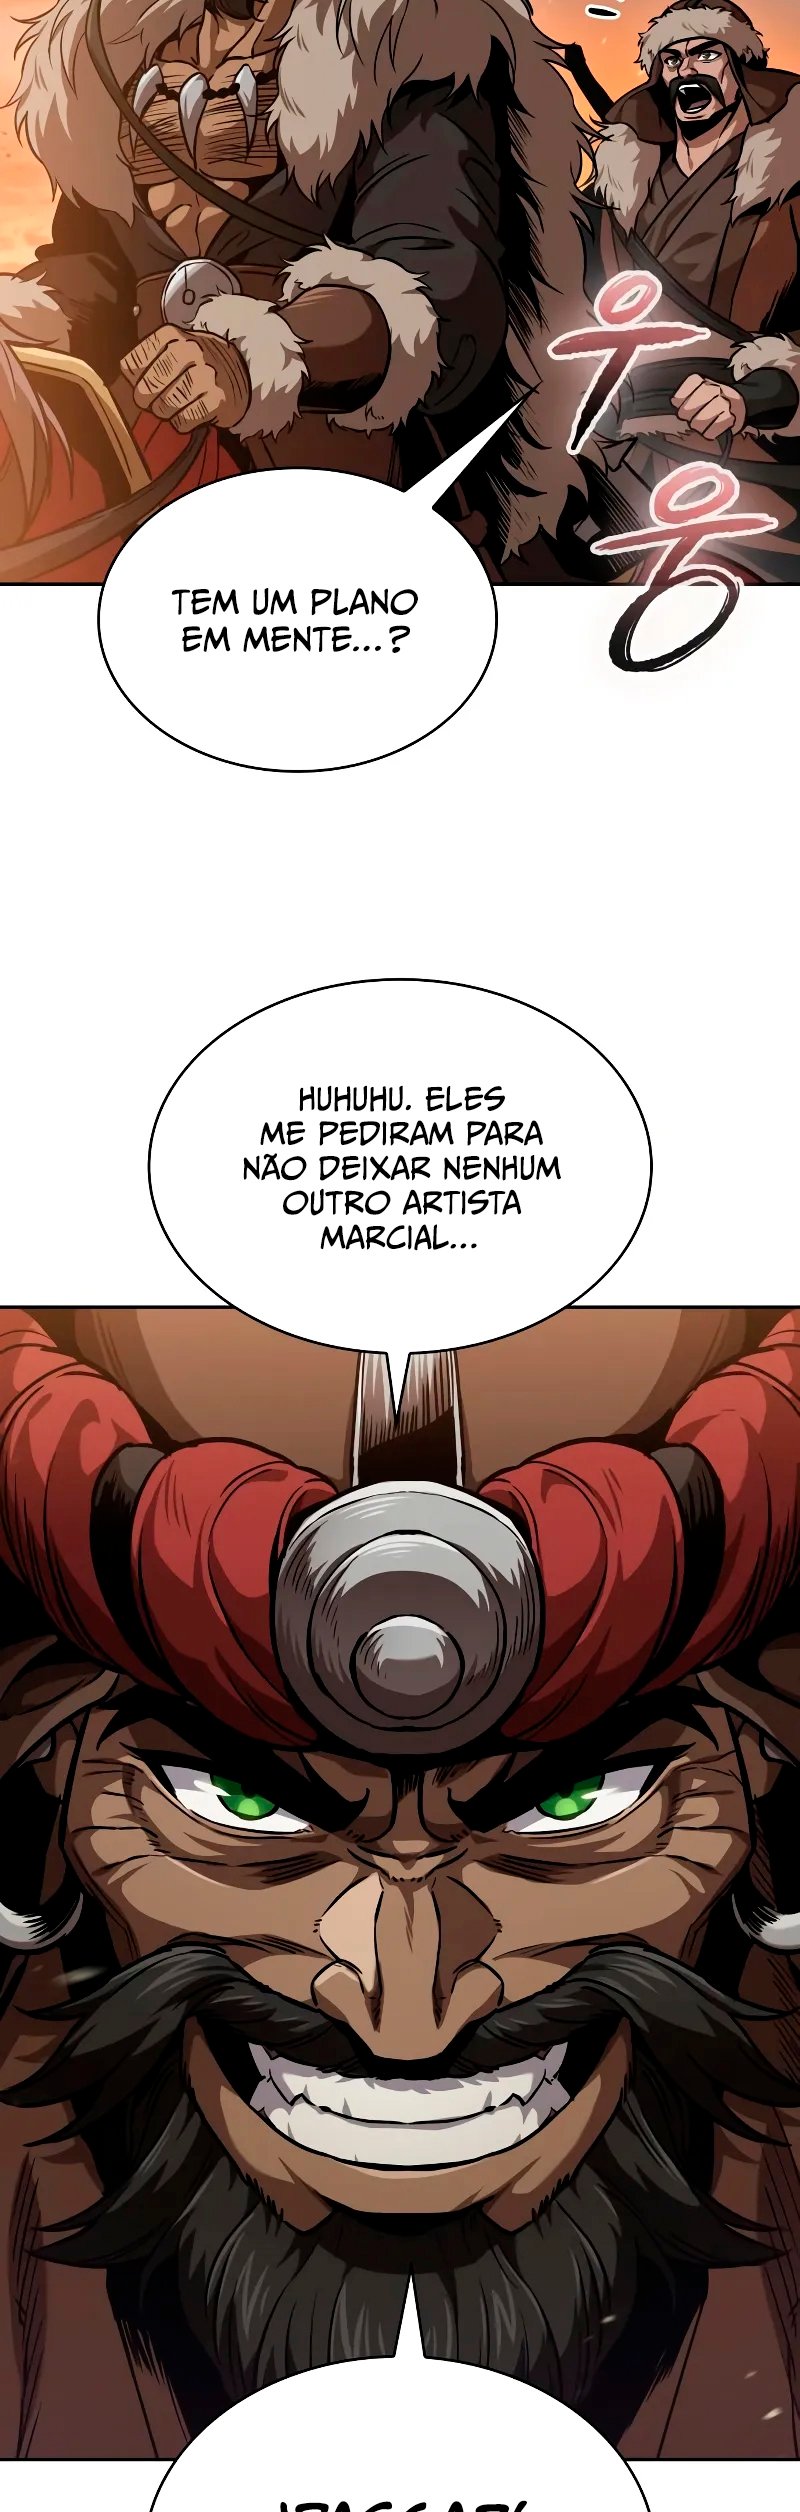 우
웅
TEM UM PLANO
EM MENTE...?
HUHUHU. ELES
ME PEDIRAM PARA
NÃO DEIXAR NENHUM
OUTRO ARTISTA
MARCIAL...